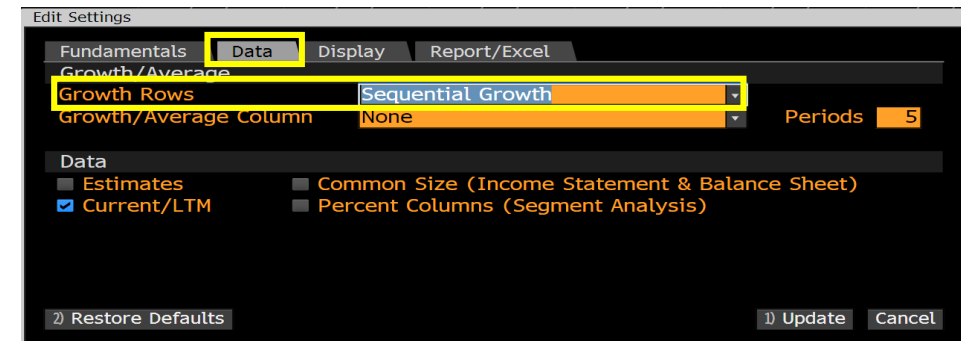 Edit Settings
Fundamentals Data Display Report/Excel
Growth/Average
Growth Rows Sequential Growth
Growth/Average Column None Periods 5
Data
Estimates Common Size (Income Statement & Balance Sheet)
Current/LTM Percent Columns (Segment Analysis)
2) Restore Defaults 1) Update Cancel